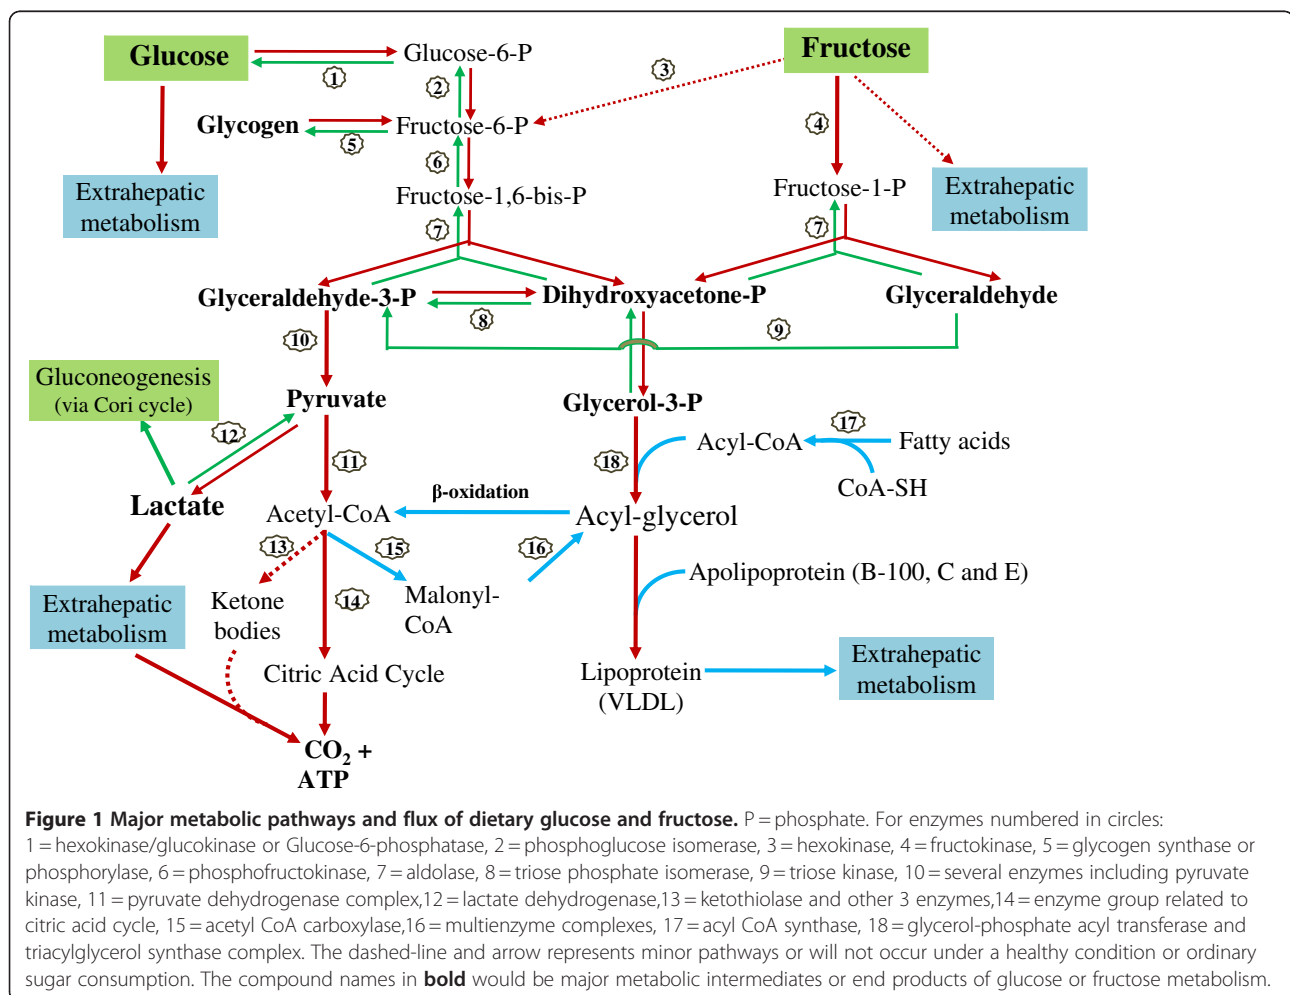 Glucose
Glucose-6-P
Fructose
1
2
3
Glycogen
Fructose-6-P
4
5
6
Extrahepatic
metabolism
Fructose-1,6-bis-P
Fructose-1-P
Extrahepatic
metabolism
7
7
Glyceraldehyde-3-P
Dihydroxyacetone-P
Glyceraldehyde
8
9
10
Gluconeogenesis
(via Cori cycle)
Pyruvate
Glycerol-3-P
12
17
Acyl-CoA
Fatty acids
11
18
CoA-SH
Lactate
β-oxidation
Acetyl-CoA
Acyl-glycerol
13
15
16
Extrahepatic
metabolism
Ketone
bodies
14
Malonyl-
CoA
Apolipoprotein (B-100, C and E)
Citric Acid Cycle
Lipoprotein
(VLDL)
Extrahepatic
metabolism
CO₂ +
ATP
Figure 1 Major metabolic pathways and flux of dietary glucose and fructose. P = phosphate. For enzymes numbered in circles:
1 = hexokinase/glucokinase or Glucose-6-phosphatase, 2 = phosphoglucose isomerase, 3 = hexokinase, 4 = fructokinase, 5 = glycogen synthase or
phosphorylase, 6 = phosphofructokinase, 7 = aldolase, 8 = triose phosphate isomerase, 9 = triose kinase, 10 = several enzymes including pyruvate
kinase, 11 = pyruvate dehydrogenase complex,12 = lactate dehydrogenase,13 = ketothiolase and other 3 enzymes,14 = enzyme group related to
citric acid cycle, 15 = acetyl CoA carboxylase,16 = multienzyme complexes, 17 = acyl CoA synthase, 18 = glycerol-phosphate acyl transferase and
triacylglycerol synthase complex. The dashed-line and arrow represents minor pathways or will not occur under a healthy condition or ordinary
sugar consumption. The compound names in bold would be major metabolic intermediates or end products of glucose or fructose metabolism.